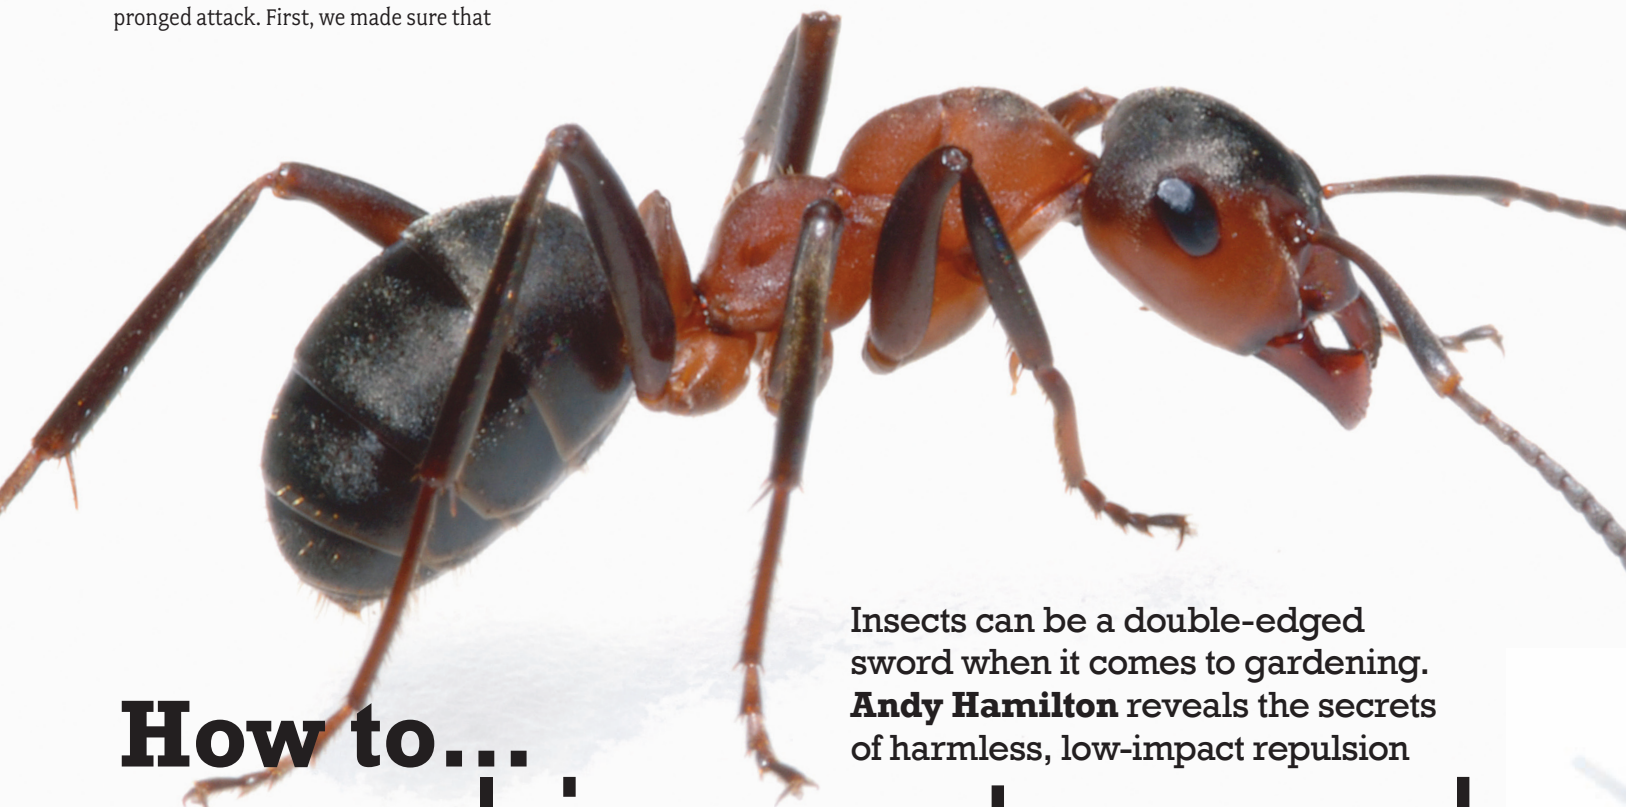 pronged attack. First, we made sure that
Insects can be a double-edged
sword when it comes to gardening.
Andy Hamilton reveals the secrets
of harmless, low-impact repulsion
How to...